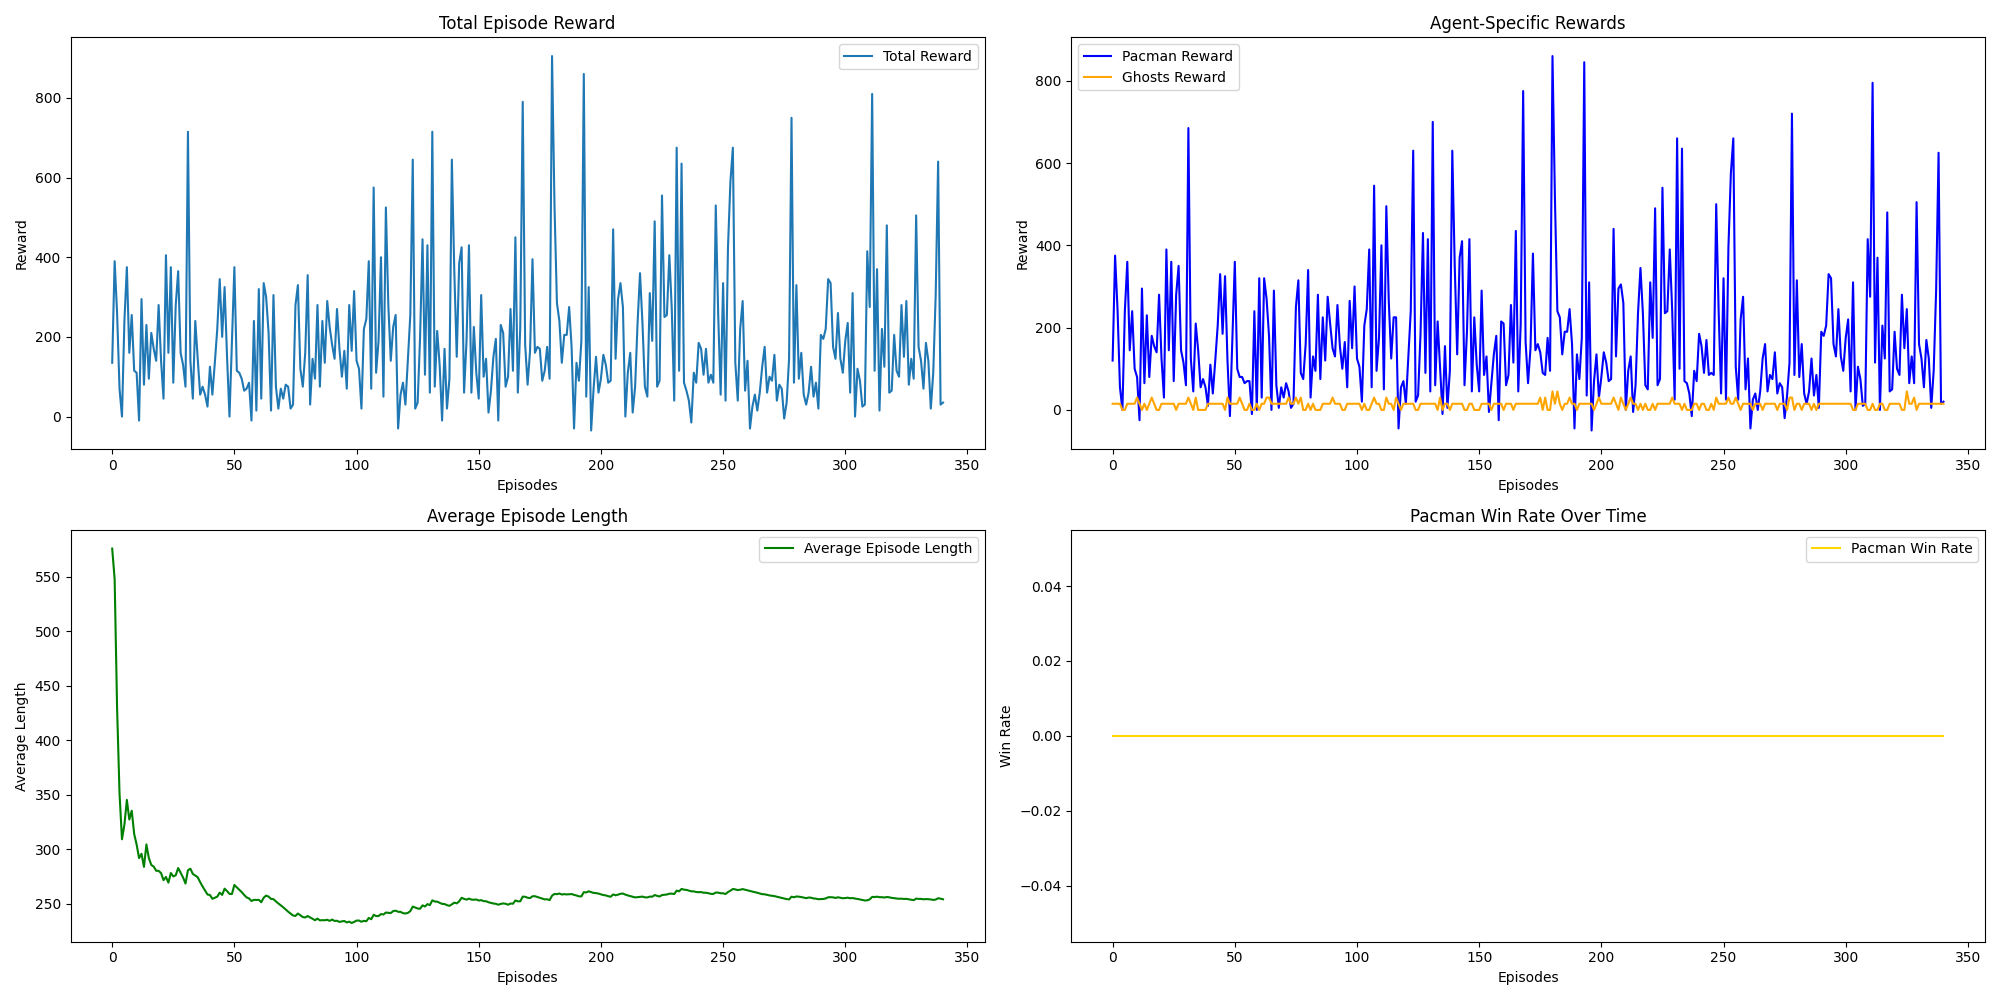 Total Episode Reward
Total Reward
Reward
800
600
400
200
0
0 50 100 150 200 250 300 350
Episodes
Agent-Specific Rewards
Pacman Reward
Ghosts Reward
Reward
800
600
400
200
0
0 50 100 150 200 250 300 350
Episodes
Average Episode Length
Average Episode Length
Average Length
550
500
450
400
350
300
250
0 50 100 150 200 250 300 350
Episodes
Pacman Win Rate Over Time
Pacman Win Rate
Win Rate
0.04
0.02
0.00
−0.02
−0.04
0 50 100 150 200 250 300 350
Episodes